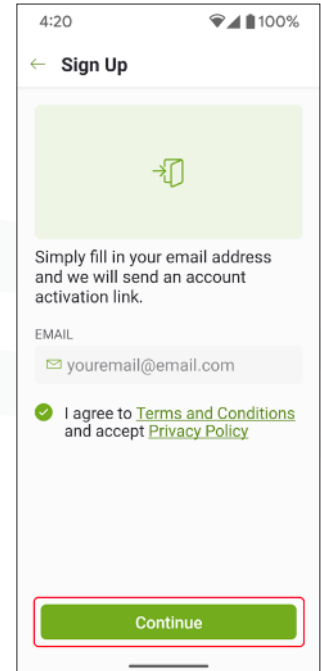 4:20 100%
Sign Up
Simply fill in your email address
and we will send an account
activation link.
EMAIL
youremail@email.com
I agree to Terms and Conditions
and accept Privacy Policy
Continue